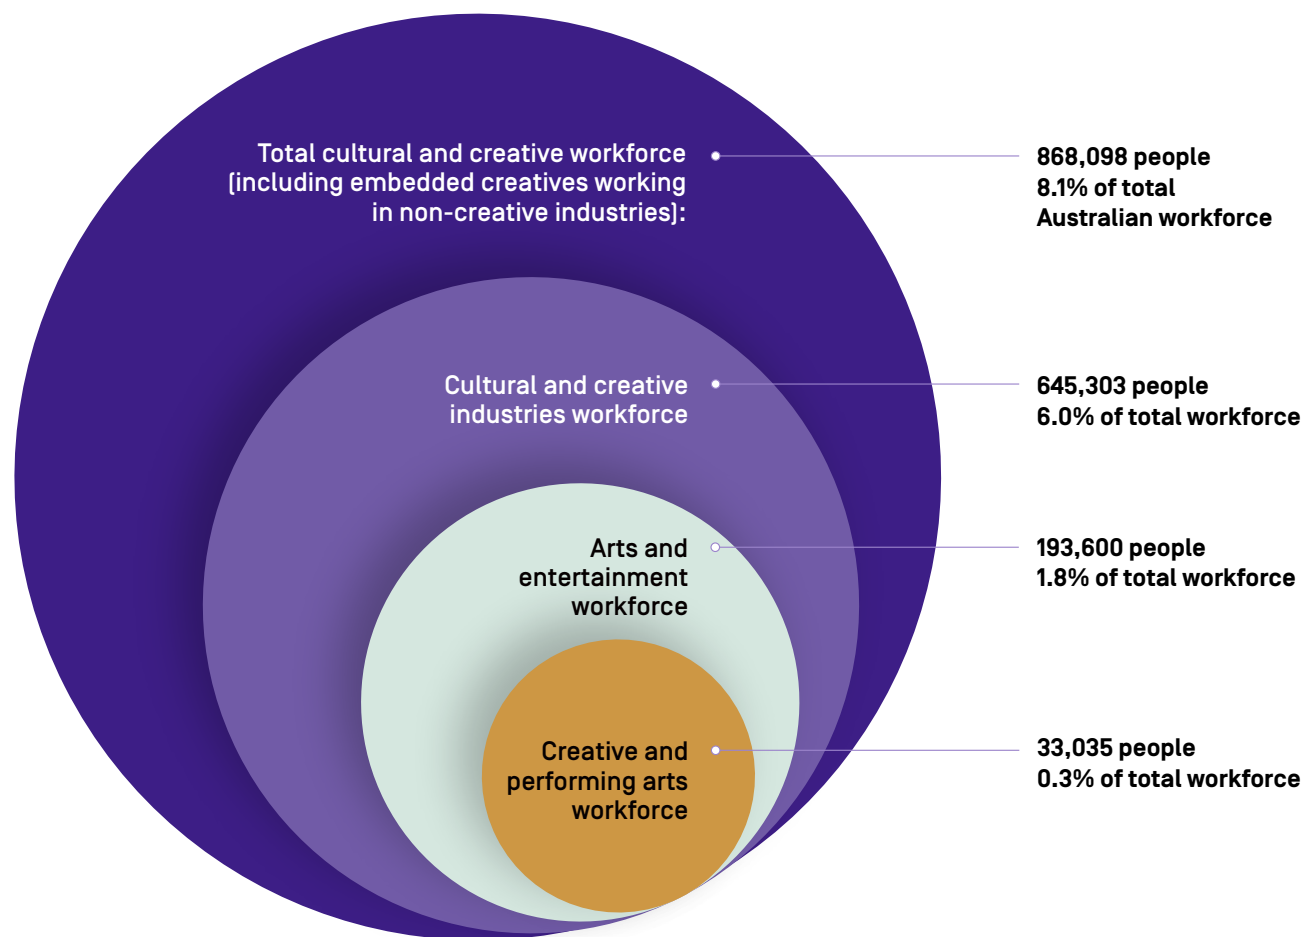 Total cultural and creative workforce
(including embedded creatives working
in non-creative industries):
868,098 people
8.1% of total
Australian workforce
Cultural and creative
industries workforce
645,303 people
6.0% of total workforce
Arts and
entertainment
workforce
193,600 people
1.8% of total workforce
Creative and
performing arts
workforce
33,035 people
0.3% of total workforce